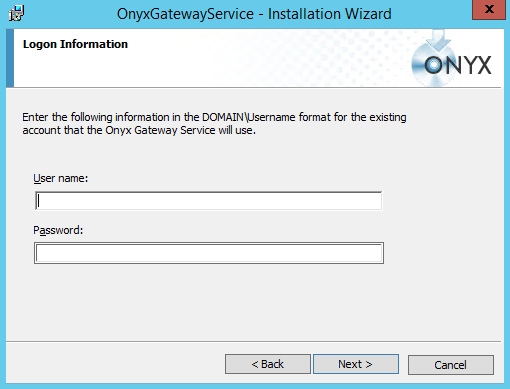 OnyxGatewayService - Installation Wizard
x
Logon Information
ONYX
Enter the following information in the DOMAIN\Username format for the existing
account that the Onyx Gateway Service will use.
User name:
Password:
< Back
Next >
Cancel